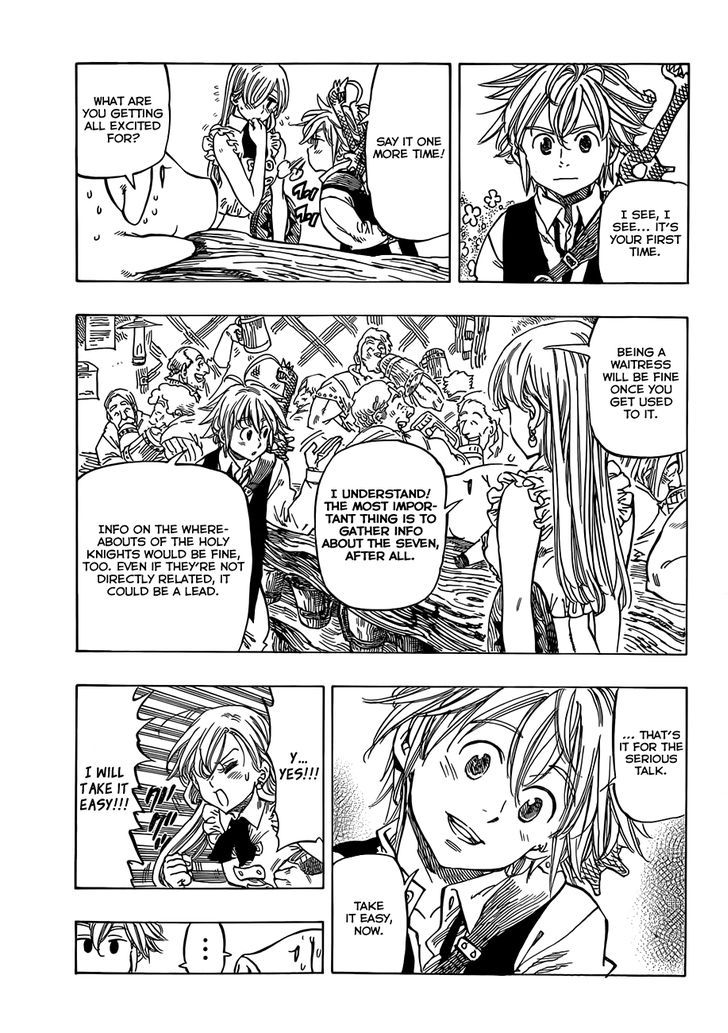 I SEE, I
SEE... IT'S
YOUR FIRST
TIME.
SAY IT ONE
MORE TIME!
WHAT ARE
YOU GETTING
ALL EXCITED
FOR?
BEING A
WAITRESS
WILL BE FINE
ONCE YOU
GET USED
TO IT.
I UNDERSTAND!
THE MOST IMPOR-
TANT THING IS TO
GATHER INFO
ABOUT THE SEVEN,
AFTER ALL.
INFO ON THE WHERE-
ABOUTS OF THE HOLY
KNIGHTS WOULD BE FINE,
TOO. EVEN IF THEY'RE NOT
DIRECTLY RELATED, IT
COULD BE A LEAD.
... THAT'S
IT FOR THE
SERIOUS
TALK.
TAKE
IT EASY,
NOW.
Y...
YES!!!
I WILL
TAKE IT
EASY!!!
グッ
...